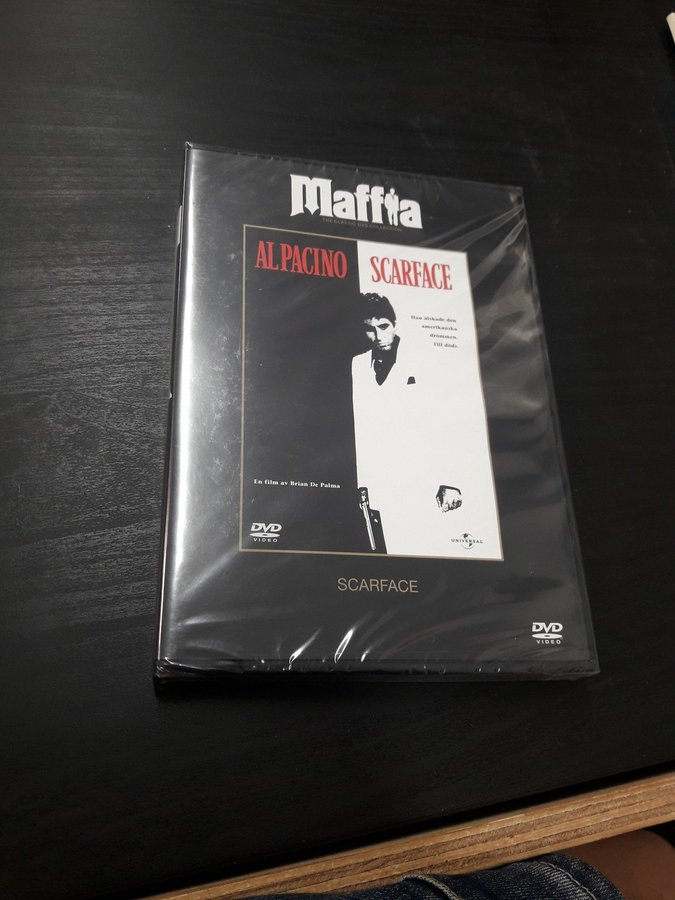 Maffia
THE CLASSIC DVD COLLECTION
AL PACINO SCARFACE
Han älskade den
amerikanska
drömmen.
Till döds.
En film av Brian De Palma
DVD
VIDEO
UNIVERSAL
SCARFACE
DVD
VIDEO